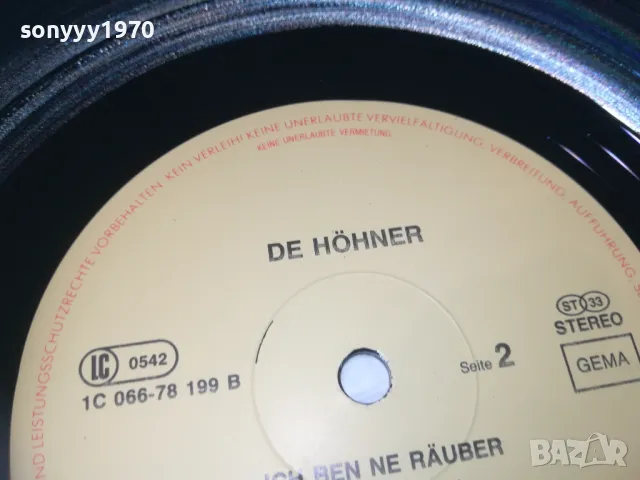 sonyyy1970
LEISTUNGSSCHUTZRECHTE VORBEHALTEN KEIN VERLEIH! KEINE UNERLAUBTE VERVIELFÄLTIGUNG, VERBREITUNG, AUFFÜHRUNG,
KEINE UNERLAUBTE VERMIETUNG
DE HÖHNER
LC 0542
1C 066-78 199 B
Seite 2
ST 33
STEREO
GEMA
BEN NE RÄUBER
bazar